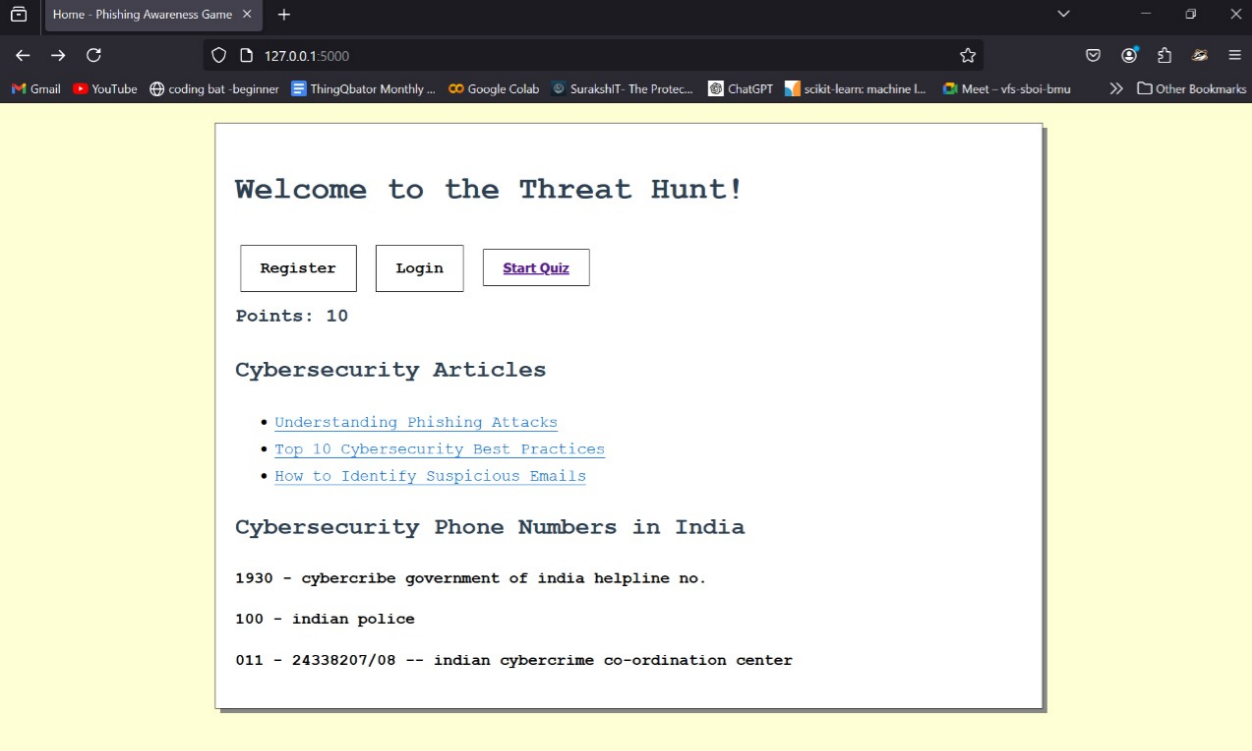 Home - Phishing Awareness Game
127.0.0.1:5000
Gmail YouTube coding bat -beginner ThingQbator Monthly ... Google Colab SurakshIT- The Protec... ChatGPT scikit-learn: machine l... Meet – vfs-sboi-bmu Other Bookmarks
Welcome to the Threat Hunt!
Register Login Start Quiz
Points: 10
Cybersecurity Articles
Understanding Phishing Attacks
Top 10 Cybersecurity Best Practices
How to Identify Suspicious Emails
Cybersecurity Phone Numbers in India
1930 - cybercribe government of india helpline no.
100 - indian police
011 - 24338207/08 -- indian cybercrime co-ordination center